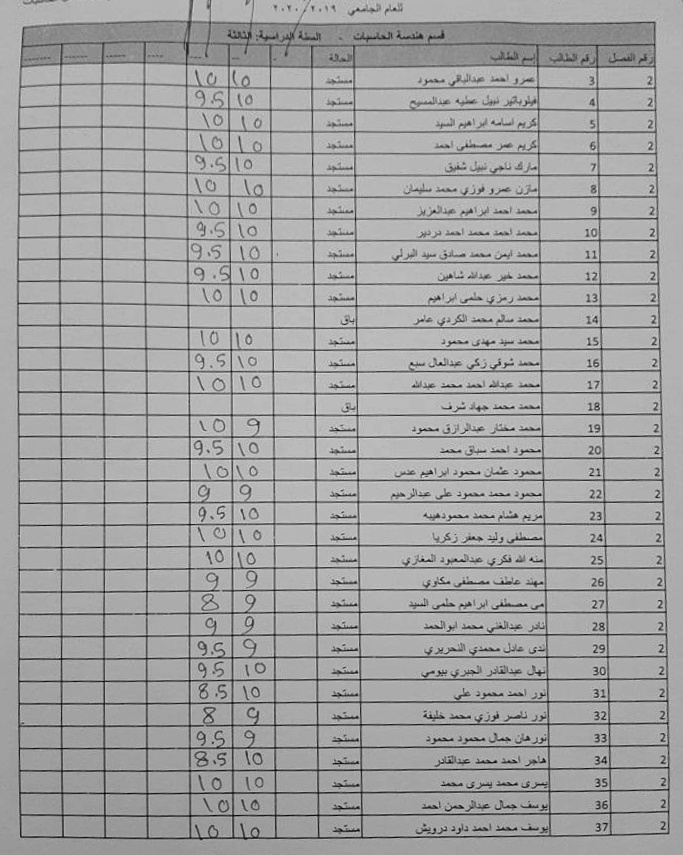 للعام الجامعي ٢٠١٩ / ٢٠٢٠
قسم هندسة الحاسبات - السنة الدراسية: الثالثة
رقم الفصل رقم الطالب إسم الطالب الحالة - -- --- ---- ----- ------ -------
2 3 عمرو احمد عبدالباقي محمود مستجد 10 10
2 4 فيلوباتير نبيل عطيه عبدالمسيح مستجد 10 9.5
2 5 كريم اسامه ابراهيم السيد مستجد 10 10
2 6 كريم عمر مصطفى احمد مستجد 10 10
2 7 مارك ناجي نبيل شفيق مستجد 10 9.5
2 8 مازن عمرو فوزي محمد سليمان مستجد 10 10
2 9 محمد احمد ابراهيم عبدالعزيز مستجد 10 10
2 10 محمد احمد محمد احمد دردير مستجد 10 9.5
2 11 محمد ايمن محمد صادق سيد البرلي مستجد 10 9.5
2 12 محمد خير عبدالله شاهين مستجد 10 9.5
2 13 محمد رمزي حلمى ابراهيم مستجد 10 10
2 14 محمد سالم محمد الكردي عامر باق
2 15 محمد سيد مهدى محمود مستجد 10 10
2 16 محمد شوقي زكي عبدالعال سبع مستجد 10 9.5
2 17 محمد عبدالله احمد محمد عبدالله مستجد 10 10
2 18 محمد محمد جهاد شرف باق
2 19 محمد مختار عبدالرازق محمود مستجد 9 10
2 20 محمود احمد سباق محمد مستجد 10 9.5
2 21 محمود عثمان محمود ابراهيم عدس مستجد 10 10
2 22 محمود محمد محمود على عبدالرحيم مستجد 9 9
2 23 مريم هشام محمد محمودهيبه مستجد 10 9.5
2 24 مصطفى وليد جعفر زكريا مستجد 10 10
2 25 منه الله فكري عبدالمعبود المغازي مستجد 10 10
2 26 مهند عاطف مصطفى مكاوي مستجد 9 9
2 27 مى مصطفى ابراهيم حلمى السيد مستجد 9 8
2 28 نادر عبدالغني محمد ابوالحمد مستجد 9 9
2 29 ندى عادل محمدي النحريري مستجد 9 9.5
2 30 نهال عبدالقادر الجبري بيومي مستجد 10 9.5
2 31 نور احمد محمود علي مستجد 10 8.5
2 32 نور ناصر فوزي محمد خليفة مستجد 9 8
2 33 نورهان جمال محمود محمود مستجد 9 9.5
2 34 هاجر احمد محمد عبدالقادر مستجد 10 8.5
2 35 يسرى محمد يسرى محمد مستجد 10 10
2 36 يوسف جمال عبدالرحمن احمد مستجد 10 10
2 37 يوسف محمد احمد داود درويش مستجد 10 10